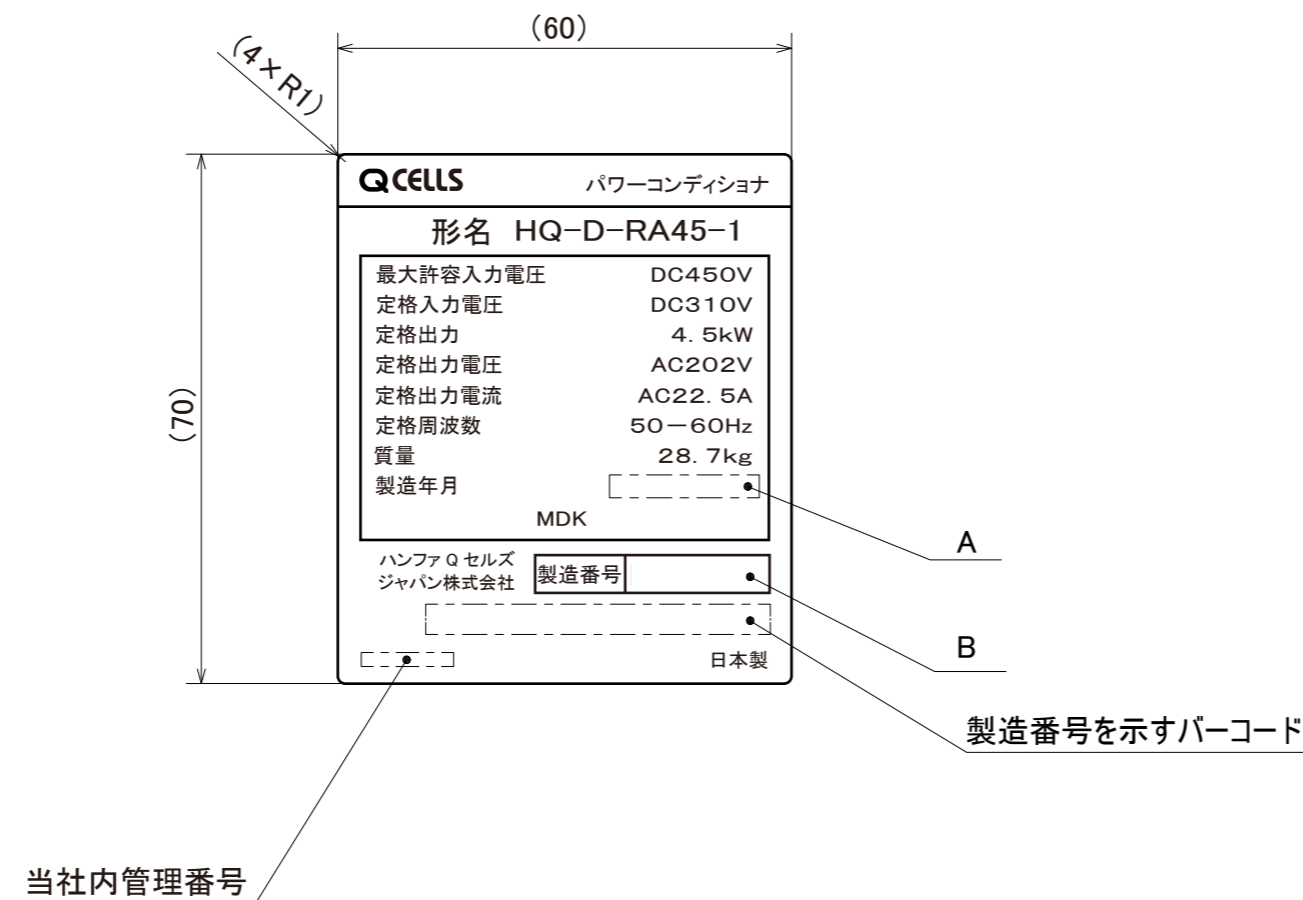 (60)
(4×R1)
(70)
Q CELLS パワーコンディショナ
形名 HQ-D-RA45-1
最大許容入力電圧 DC450V
定格入力電圧 DC310V
定格出力 4.5kW
定格出力電圧 AC202V
定格出力電流 AC22.5A
定格周波数 50-60Hz
質量 28.7kg
製造年月
MDK
A
ハンファ Q セルズ
ジャパン株式会社
製造番号
B
日本製
製造番号を示すバーコード
当社内管理番号